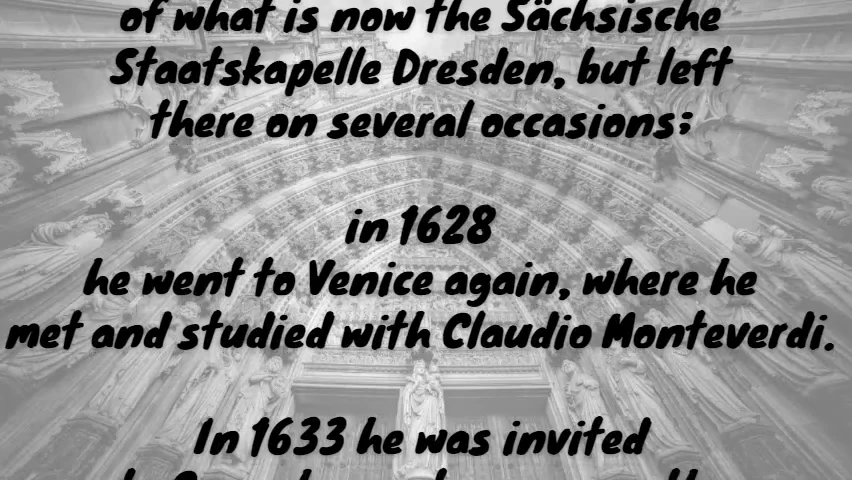 of what is now the Sächsische
Staatskapelle Dresden, but left
there on several occasions;
in 1628
he went to Venice again, where he
met and studied with Claudio Monteverdi.
In 1633 he was invited